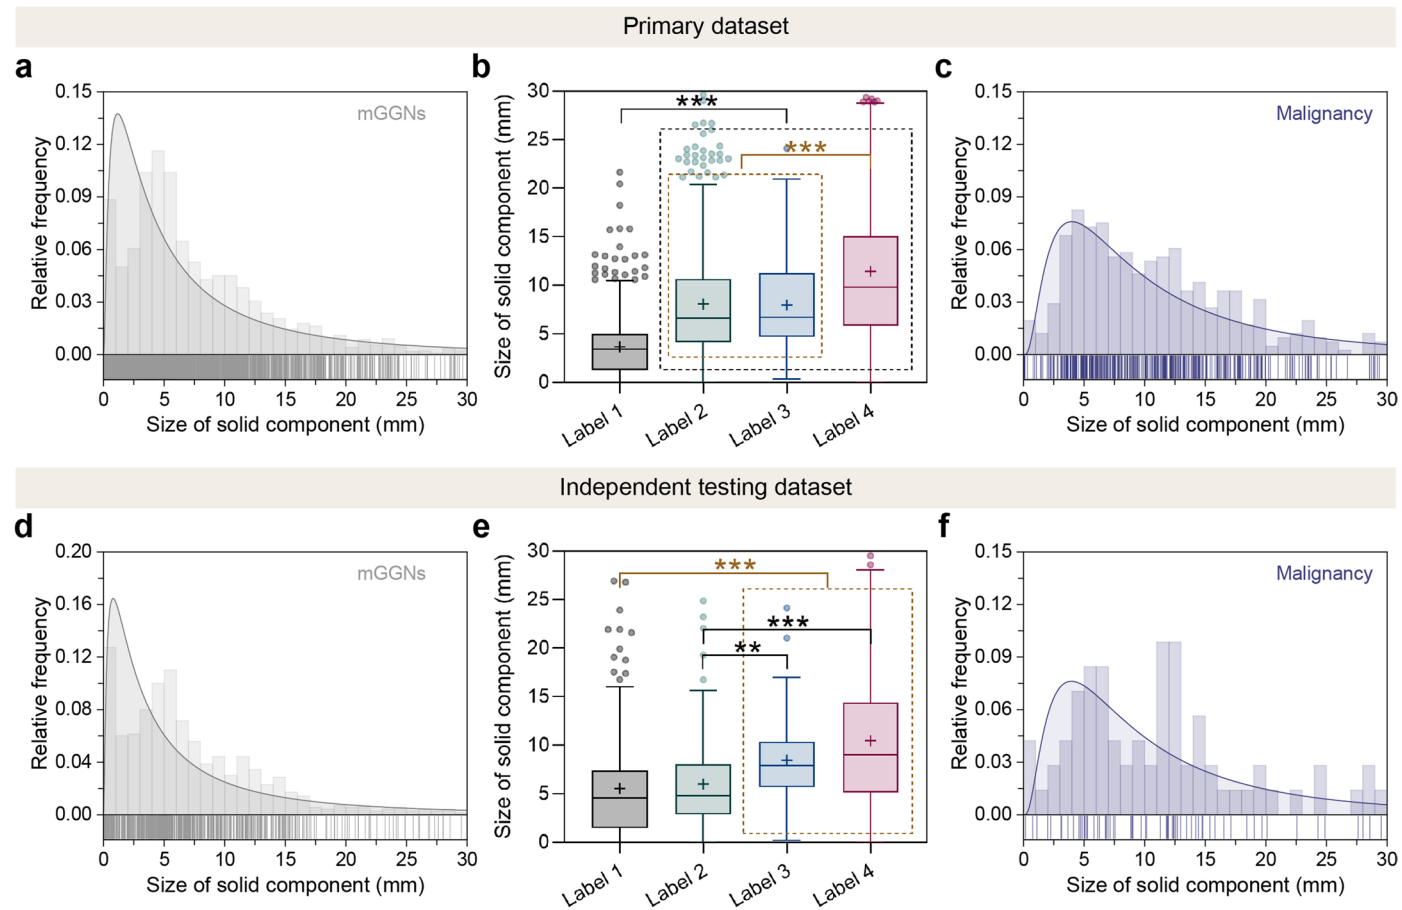 Primary dataset
a
0.15
0.12
0.09
0.06
0.03
0.00
Relative frequency
mGGNs
0 5 10 15 20 25 30
Size of solid component (mm)
b
30
25
20
15
10
5
0
Size of solid component (mm)
***
***
Label 1
Label 2
Label 3
Label 4
c
0.15
0.12
0.09
0.06
0.03
0.00
Relative frequency
Malignancy
0 5 10 15 20 25 30
Size of solid component (mm)
Independent testing dataset
d
0.20
0.16
0.12
0.08
0.04
0.00
Relative frequency
mGGNs
0 5 10 15 20 25 30
Size of solid component (mm)
e
30
25
20
15
10
5
0
Size of solid component (mm)
***
***
**
Label 1
Label 2
Label 3
Label 4
f
0.15
0.12
0.09
0.06
0.03
0.00
Relative frequency
Malignancy
0 5 10 15 20 25 30
Size of solid component (mm)